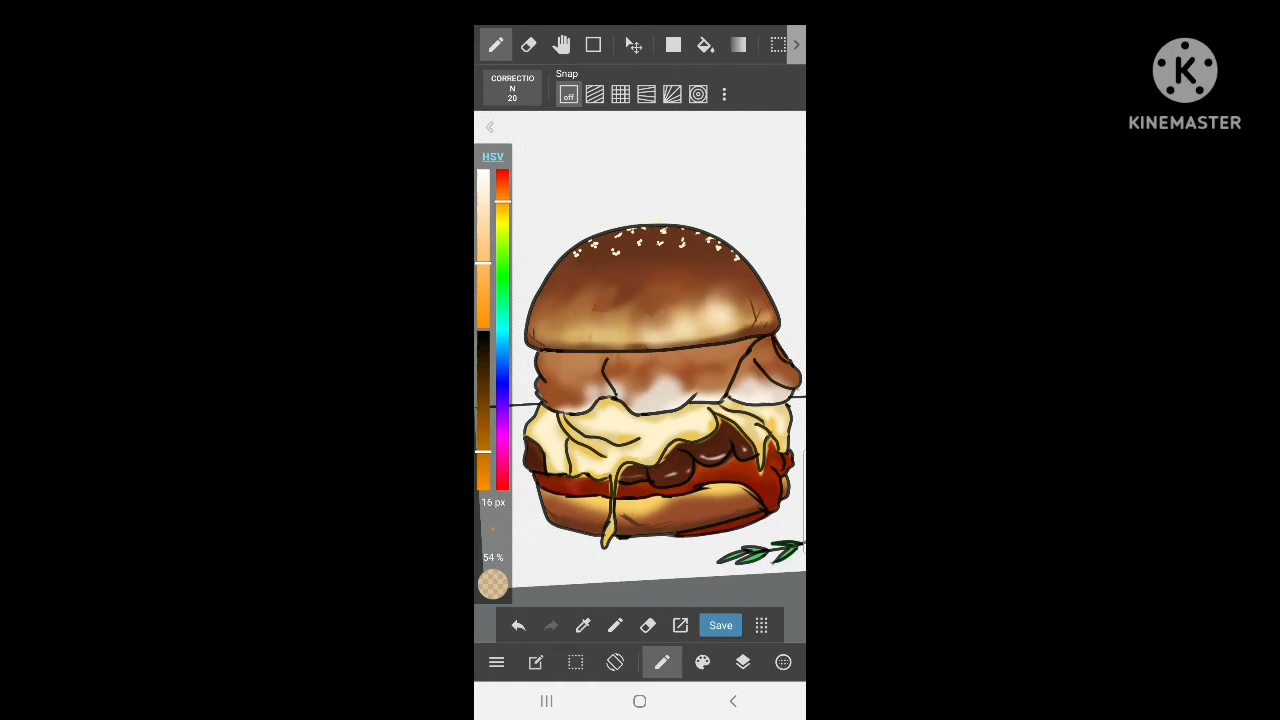 Snap
CORRECTIO
N
20
off
HSV
16 px
54 %
Save
K
KINEMASTER